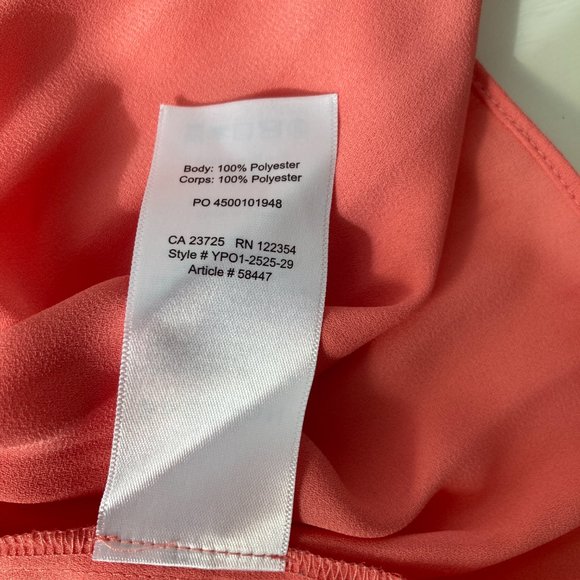 Body: 100% Polyester
Corps: 100% Polyester
PO 4500101948
CA 23725 RN 122354
Style # YPO1-2525-29
Article # 58447